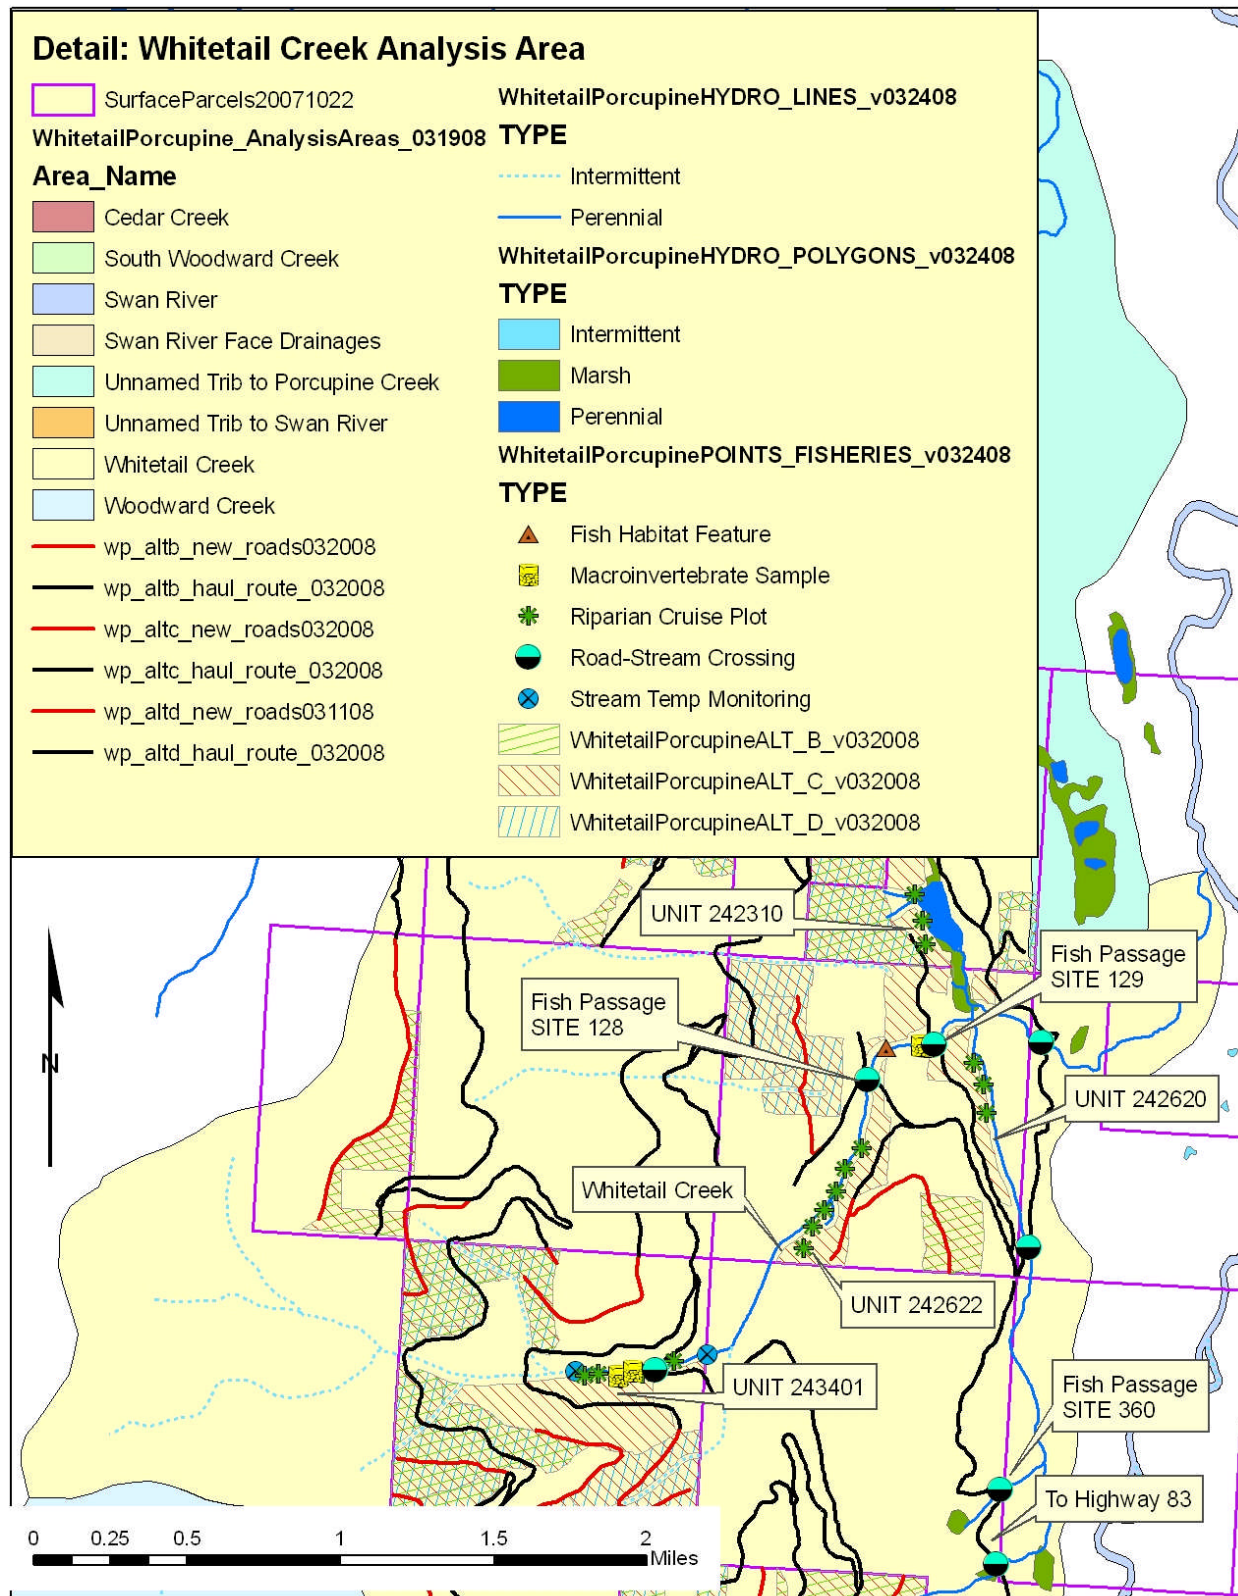 Detail: Whitetail Creek Analysis Area
SurfaceParcels20071022
WhitetailPorcupine_AnalysisAreas_031908
Area_Name
Cedar Creek
South Woodward Creek
Swan River
Swan River Face Drainages
Unnamed Trib to Porcupine Creek
Unnamed Trib to Swan River
Whitetail Creek
Woodward Creek
wp_altb_new_roads032008
wp_altb_haul_route_032008
wp_altc_new_roads032008
wp_altc_haul_route_032008
wp_altd_new_roads031108
wp_altd_haul_route_032008
WhitetailPorcupineHYDRO_LINES_v032408
TYPE
Intermittent
Perennial
WhitetailPorcupineHYDRO_POLYGONS_v032408
TYPE
Intermittent
Marsh
Perennial
WhitetailPorcupinePOINTS_FISHERIES_v032408
TYPE
Fish Habitat Feature
Macroinvertebrate Sample
Riparian Cruise Plot
Road-Stream Crossing
Stream Temp Monitoring
WhitetailPorcupineALT_B_v032008
WhitetailPorcupineALT_C_v032008
WhitetailPorcupineALT_D_v032008
UNIT 242310
Fish Passage
SITE 129
Fish Passage
SITE 128
N
UNIT 242620
Whitetail Creek
UNIT 242622
UNIT 243401
Fish Passage
SITE 360
To Highway 83
0 0.25 0.5 1 1.5 2
Miles